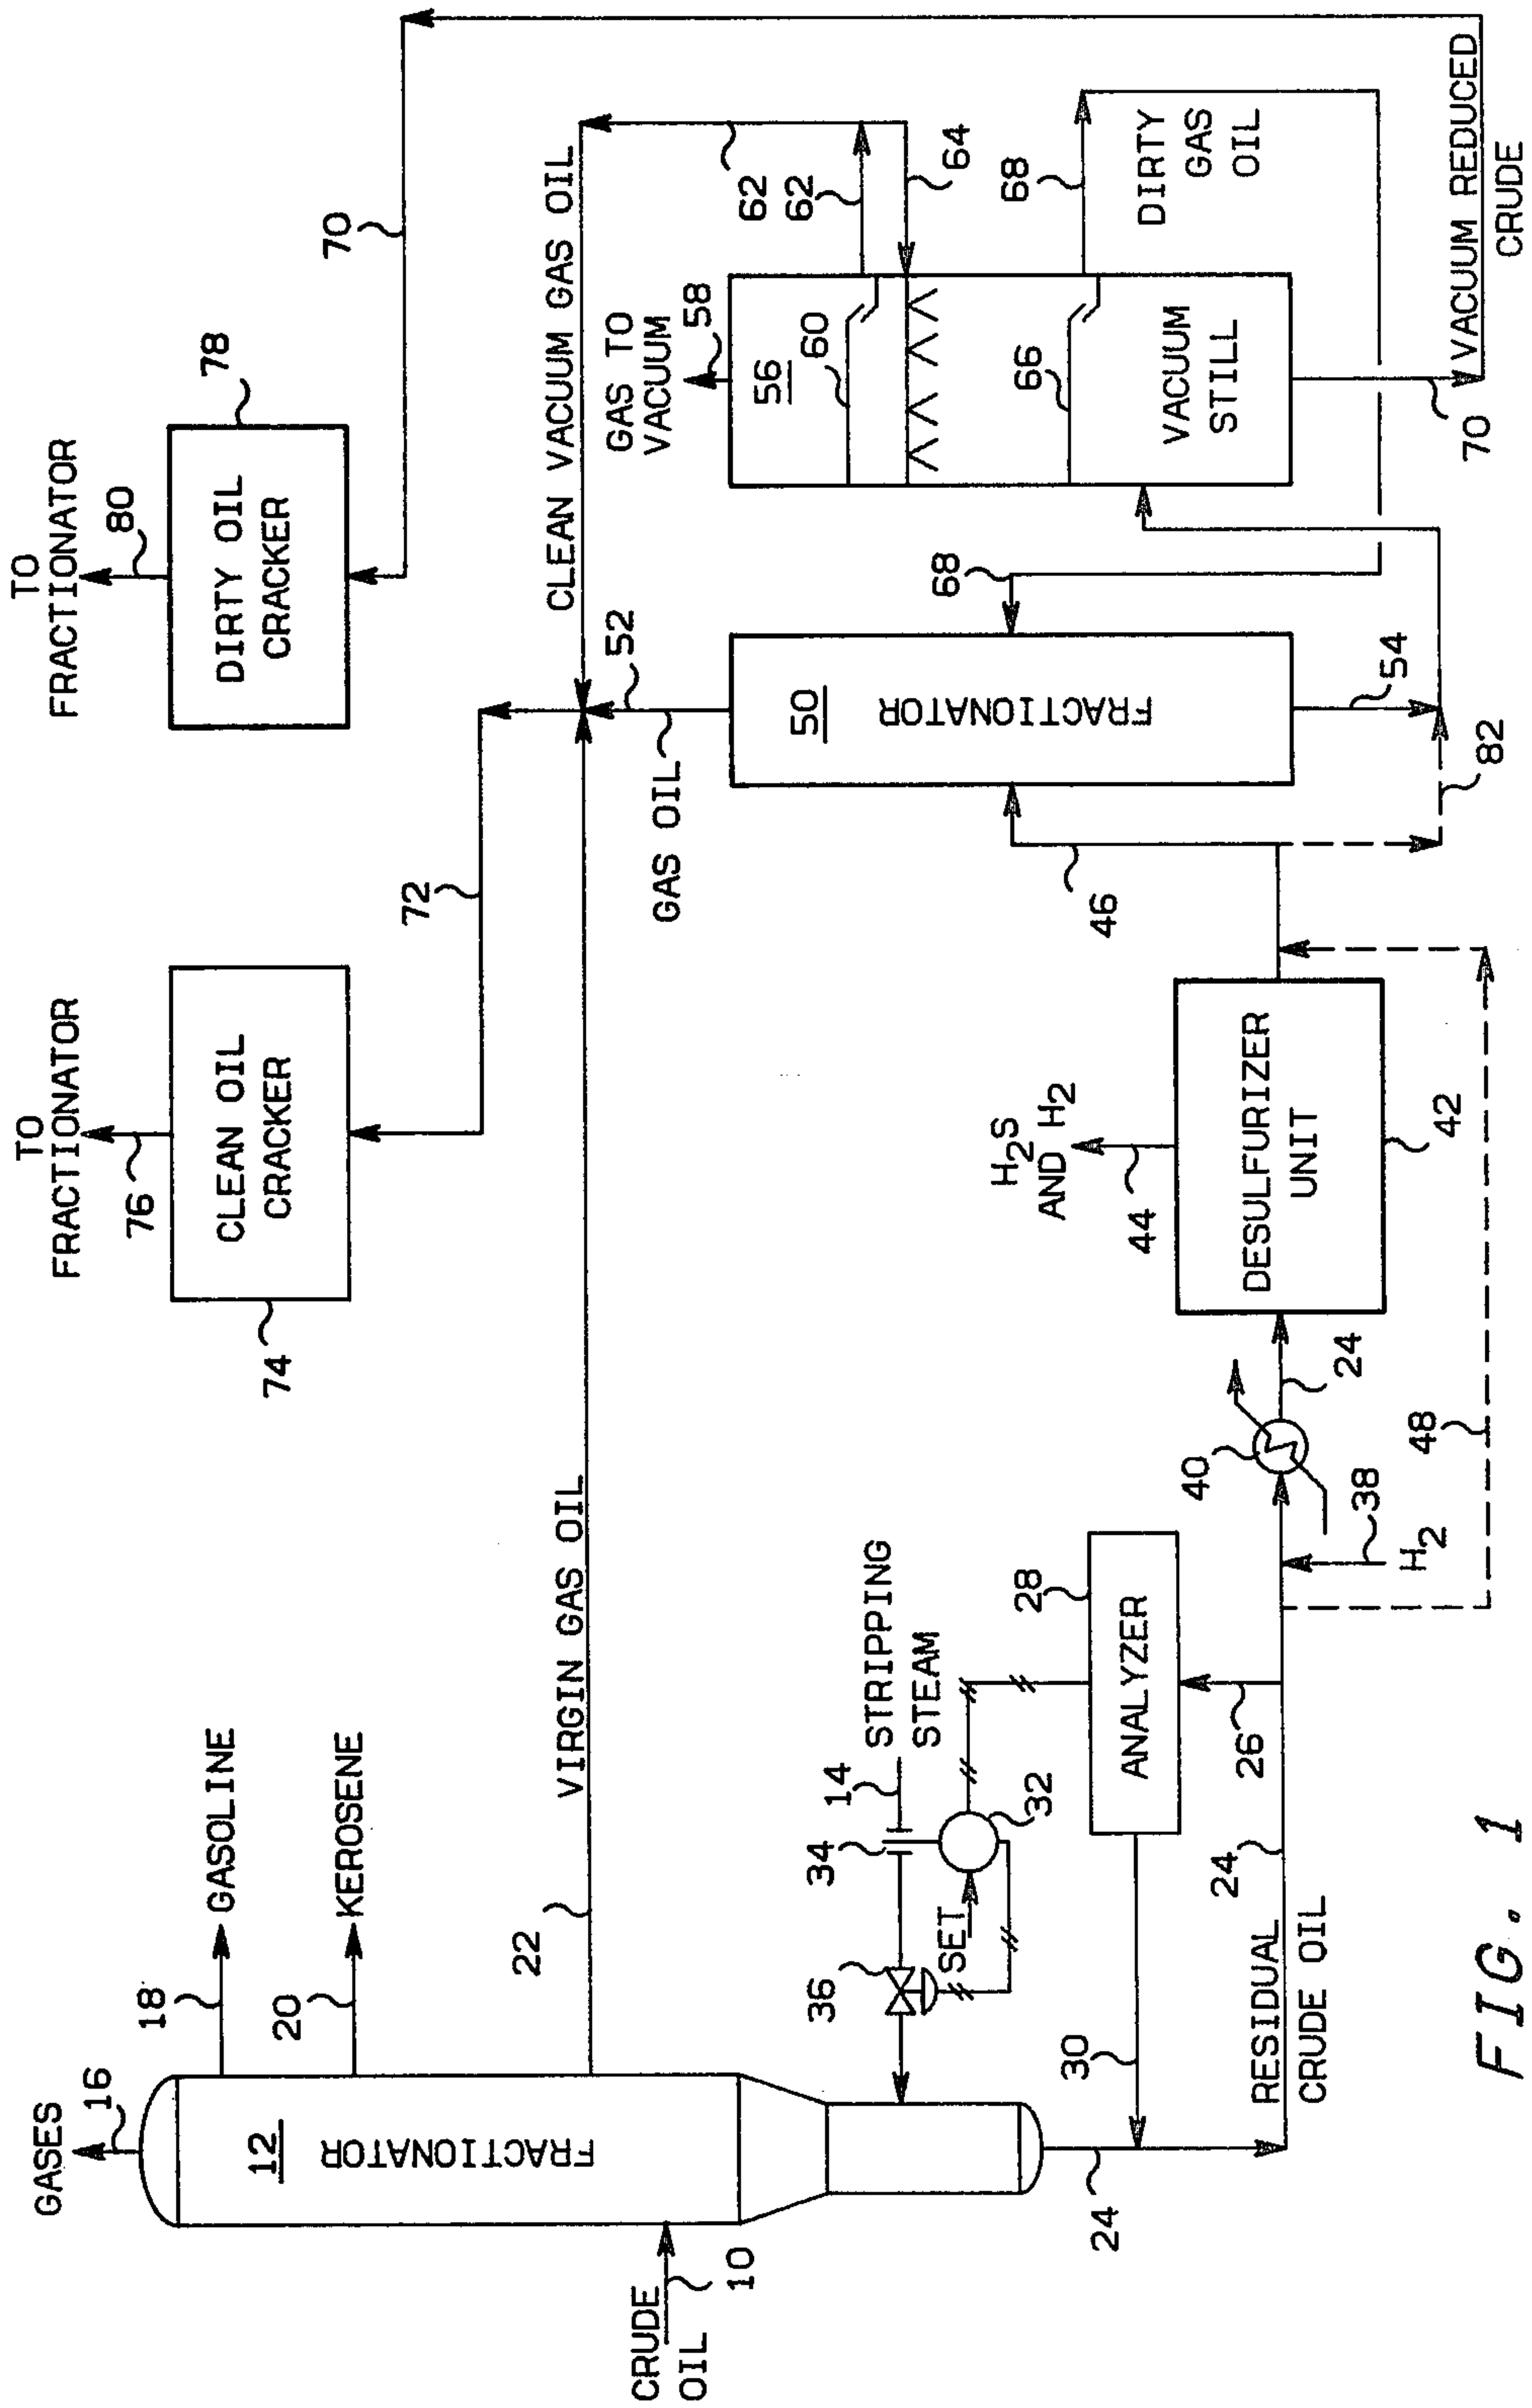 TO
FRACTIONATOR
76
CLEAN OIL
CRACKER
74
TO
FRACTIONATOR
80
DIRTY OIL
CRACKER
78
70
72
GASES
16
18
GASOLINE
20
KEROSENE
12
FRACTIONATOR
22
VIRGIN GAS OIL
CLEAN VACUUM GAS OIL
CRUDE
OIL
10
GAS OIL
52
50
FRACTIONATOR
GAS TO
VACUUM
58
56
60
62
62
64
66
68
VACUUM
STILL
DIRTY
GAS
OIL
68
54
82
46
70
VACUUM REDUCED
CRUDE
36
34
14
STRIPPING
STEAM
SET
32
28
ANALYZER
30
26
24
RESIDUAL
CRUDE OIL
24
38
H2
40
24
48
H2S
AND H2
44
DESULFURIZER
UNIT
42
FIG. 1